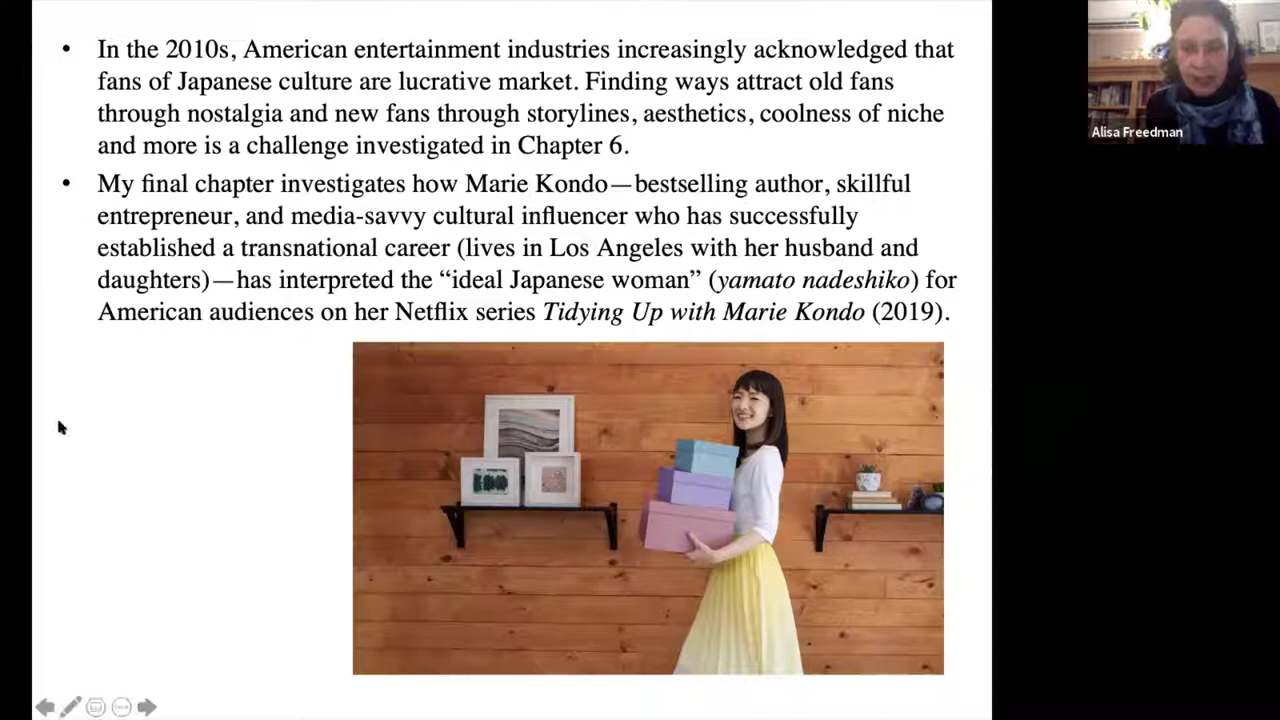 • In the 2010s, American entertainment industries increasingly acknowledged that
fans of Japanese culture are lucrative market. Finding ways attract old fans
through nostalgia and new fans through storylines, aesthetics, coolness of niche
and more is a challenge investigated in Chapter 6.
• My final chapter investigates how Marie Kondo—bestselling author, skillful
entrepreneur, and media-savvy cultural influencer who has successfully
established a transnational career (lives in Los Angeles with her husband and
daughters)—has interpreted the “ideal Japanese woman” (yamato nadeshiko) for
American audiences on her Netflix series Tidying Up with Marie Kondo (2019).
Alisa Freedman